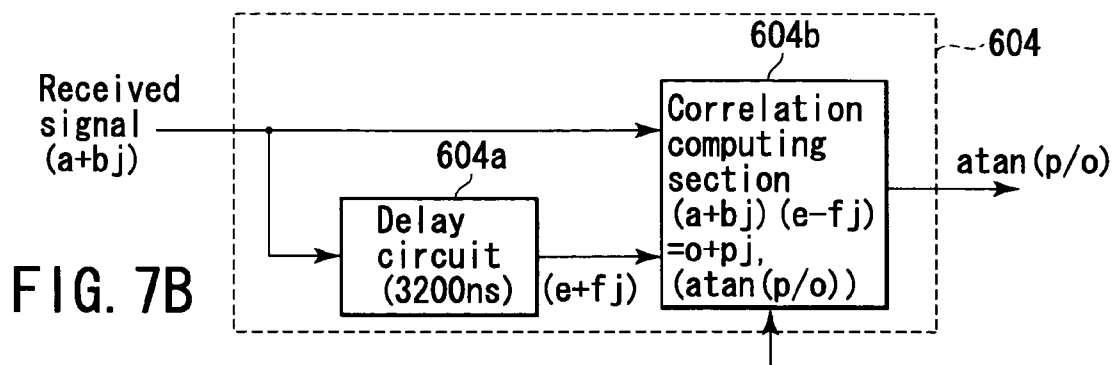 604b
604
Received
signal
(a+bj)
604a
Correlation
computing
section
(a+bj)(e-fj)
=o+pj,
(atan(p/o))
atan(p/o)
Delay
circuit
(3200ns)
(e+fj)
FIG. 7B